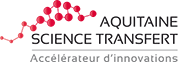 AQUITAINE
SCIENCE TRANSFERT
Accélérateur d'innovations